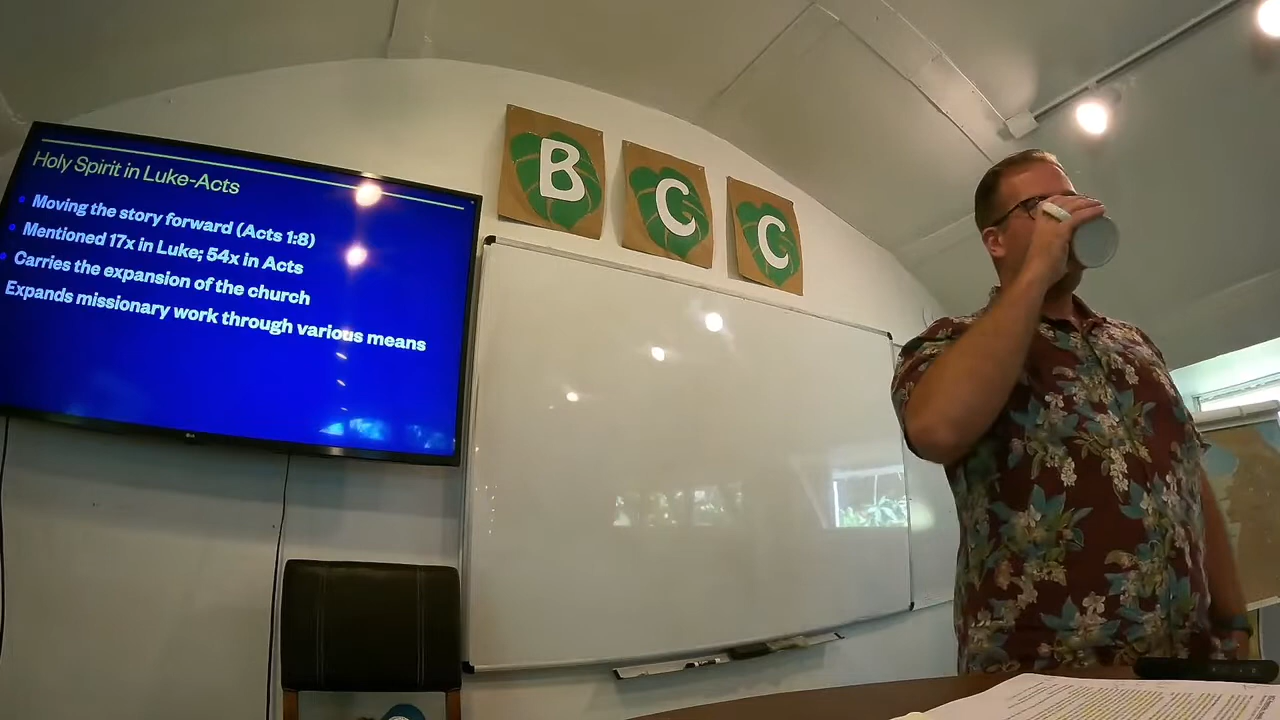 Holy Spirit in Luke-Acts
Moving the story forward (Acts 1:8)
Mentioned 17x in Luke; 54x in Acts
Carries the expansion of the church
Expands missionary work through various means
LG
B C C